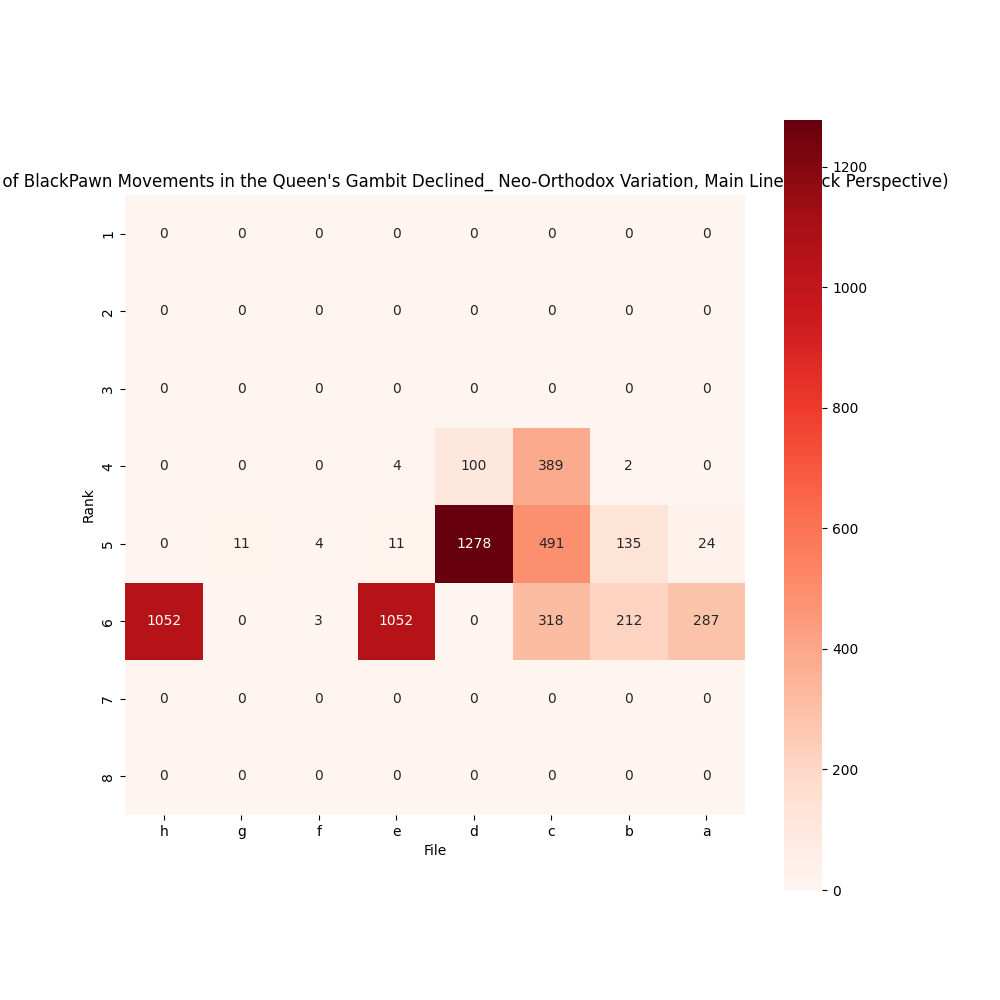 of BlackPawn Movements in the Queen's Gambit Declined_ Neo-Orthodox Variation, Main Line ck Perspective)
1 0 0 0 0 0 0 0 0
2 0 0 0 0 0 0 0 0
3 0 0 0 0 0 0 0 0
4 0 0 0 4 100 389 2 0
5 0 11 4 11 1278 491 135 24
6 1052 0 3 1052 0 318 212 287
7 0 0 0 0 0 0 0 0
8 0 0 0 0 0 0 0 0
h g f e d c b a
File
Rank
1200
1000
800
600
400
200
0